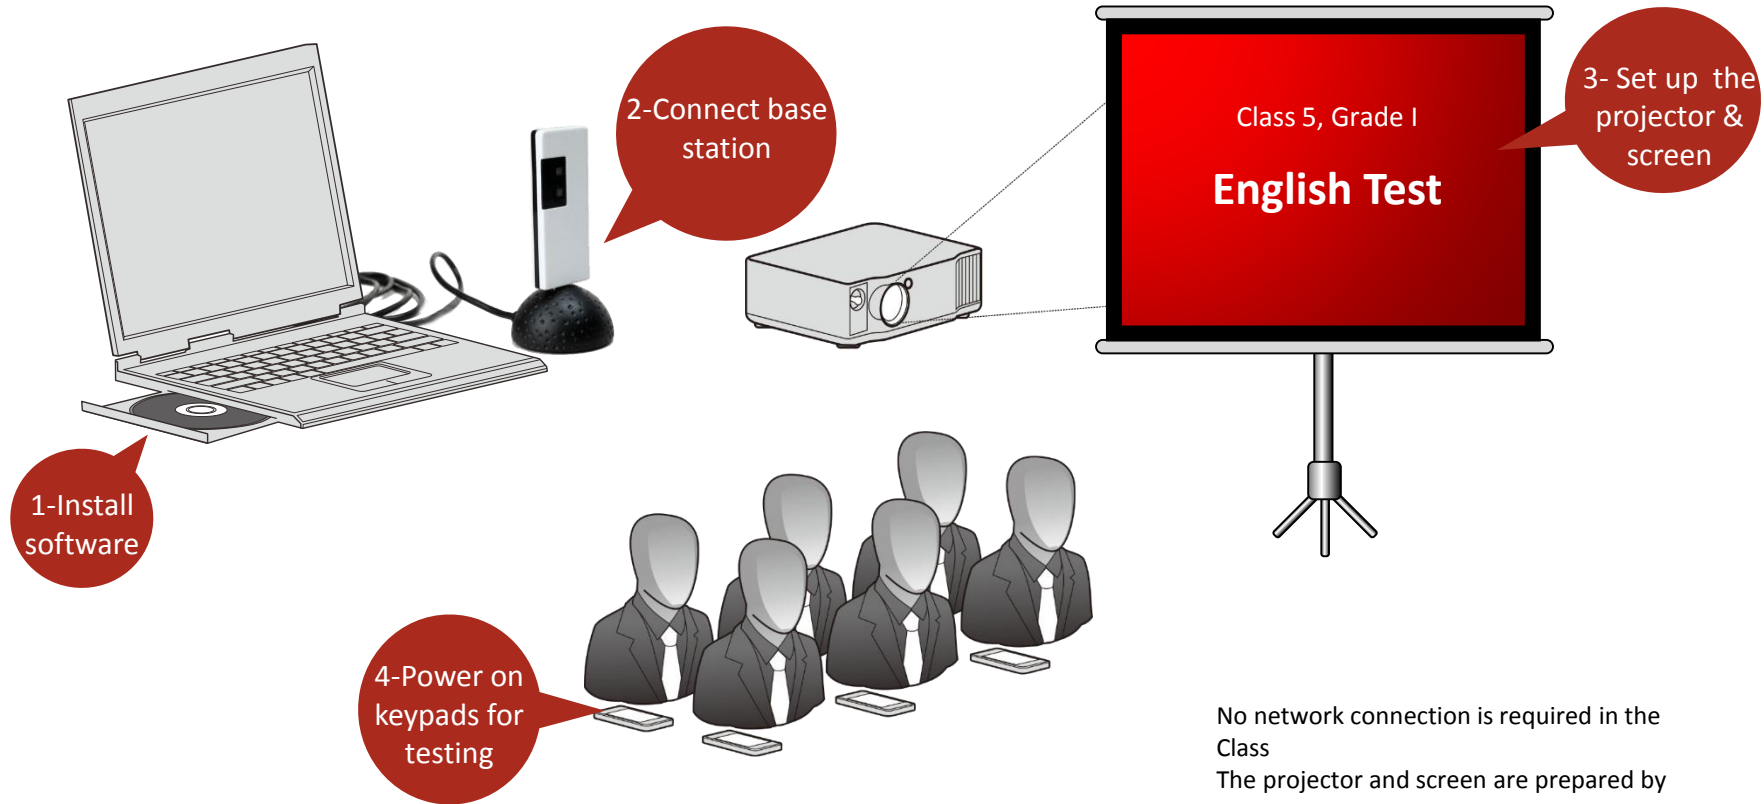 2-Connect base
station
3- Set up  the
projector &
screen
Class 5, Grade I
English Test
1-Install
software
4-Power on
keypads for
testing
No network connection is required in the
Class
The projector and screen are prepared by